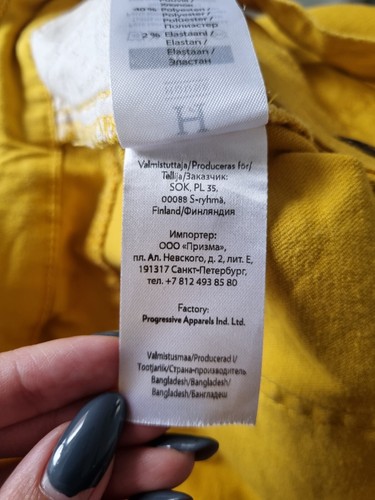 Polyester/
Полиэстер
2 % Elastaani /
Elastan /
Elastaan /
Эластан
H
Valmistuttaja/Produceras för/
Tellija/Заказчик:
SOK, PL 35,
00088 S-ryhmä,
Finland/Финляндия
Импортер:
ООО «Призма»,
пл. Ал. Невского, д. 2, лит. Е,
191317 Санкт-Петербург,
тел. +7 812 493 85 80
Factory:
Progressive Apparels Ind. Ltd.
Valmistusmaa/Producerad i/
Tootjariik/Страна-производитель
Bangladesh/Bangladesh/
Bangladesh/Бангладеш